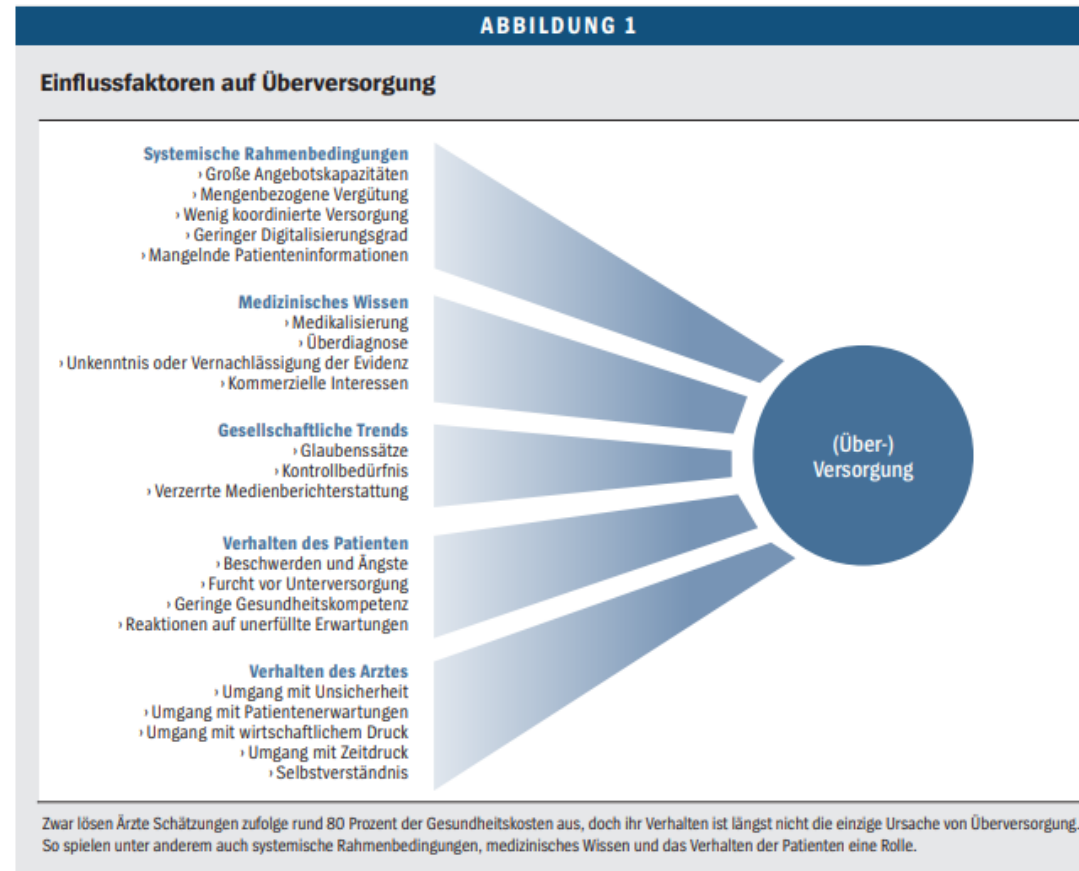 ABBILDUNG 1
Einflussfaktoren auf Überversorgung
Systemische Rahmenbedingungen
› Große Angebotskapazitäten
› Mengenbezogene Vergütung
› Wenig koordinierte Versorgung
› Geringer Digitalisierungsgrad
› Mangelnde Patienteninformationen
Medizinisches Wissen
› Medikalisierung
› Überdiagnose
› Unkenntnis oder Vernachlässigung der Evidenz
› Kommerzielle Interessen
Gesellschaftliche Trends
› Glaubenssätze
› Kontrollbedürfnis
› Verzerrte Medienberichterstattung
Verhalten des Patienten
› Beschwerden und Ängste
› Furcht vor Unterversorgung
› Geringe Gesundheitskompetenz
› Reaktionen auf unerfüllte Erwartungen
Verhalten des Arztes
› Umgang mit Unsicherheit
› Umgang mit Patientenerwartungen
› Umgang mit wirtschaftlichem Druck
› Umgang mit Zeitdruck
› Selbstverständnis
(Über-)
Versorgung
Zwar lösen Ärzte Schätzungen zufolge rund 80 Prozent der Gesundheitskosten aus, doch ihr Verhalten ist längst nicht die einzige Ursache von Überversorgung.
So spielen unter anderem auch systemische Rahmenbedingungen, medizinisches Wissen und das Verhalten der Patienten eine Rolle.